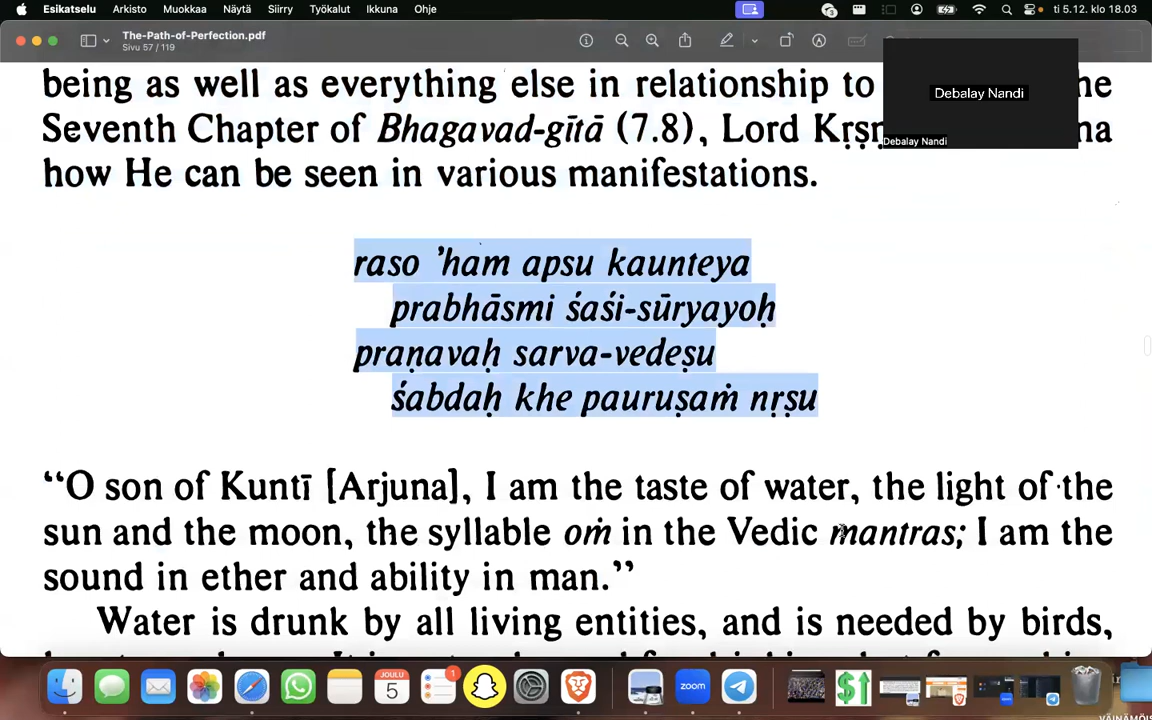 Esikatselu Arkisto Muokkaa Näytä Siirry Työkalut Ikkuna Ohje ti 5.12. klo 18.03
The-Path-of-Perfection.pdf
Sivu 57 / 119
Debalay Nandi
Debalay Nandi
being as well as everything else in relationship to
Seventh Chapter of Bhagavad-gītā (7.8), Lord
how He can be seen in various manifestations.
raso 'ham apsu kaunteya
prabhāsmi śaśi-sūryayoḥ
praṇavaḥ sarva-vedeṣu
śabdaḥ khe pauruṣaṁ nṛṣu
“O son of Kuntī [Arjuna], I am the taste of water, the light of the
sun and the moon, the syllable oṁ in the Vedic mantras; I am the
sound in ether and ability in man.”
Water is drunk by all living entities, and is needed by birds,
JOULU
5
1
zoom